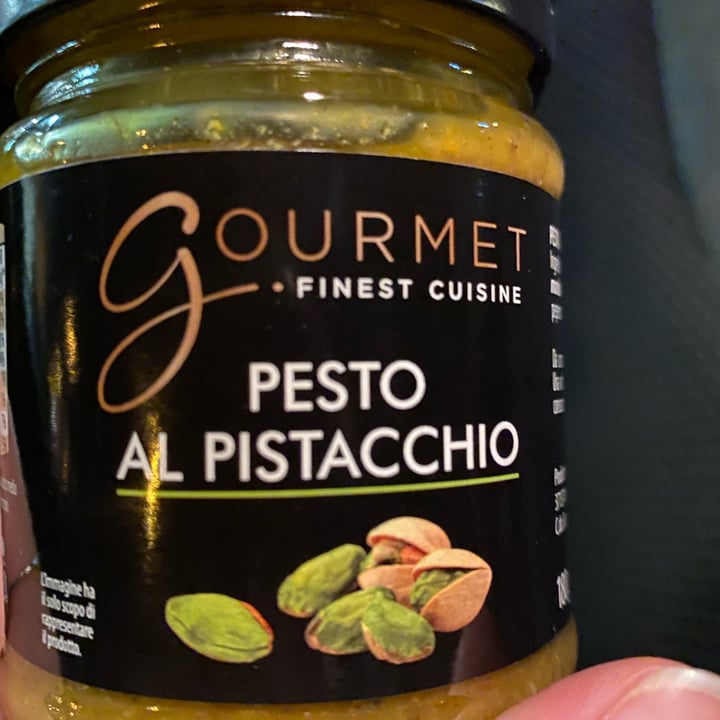 GOURMET
FINEST CUISINE
PESTO
AL PISTACCHIO
L'immagine ha
il solo scopo di
rappresentare
il prodotto.